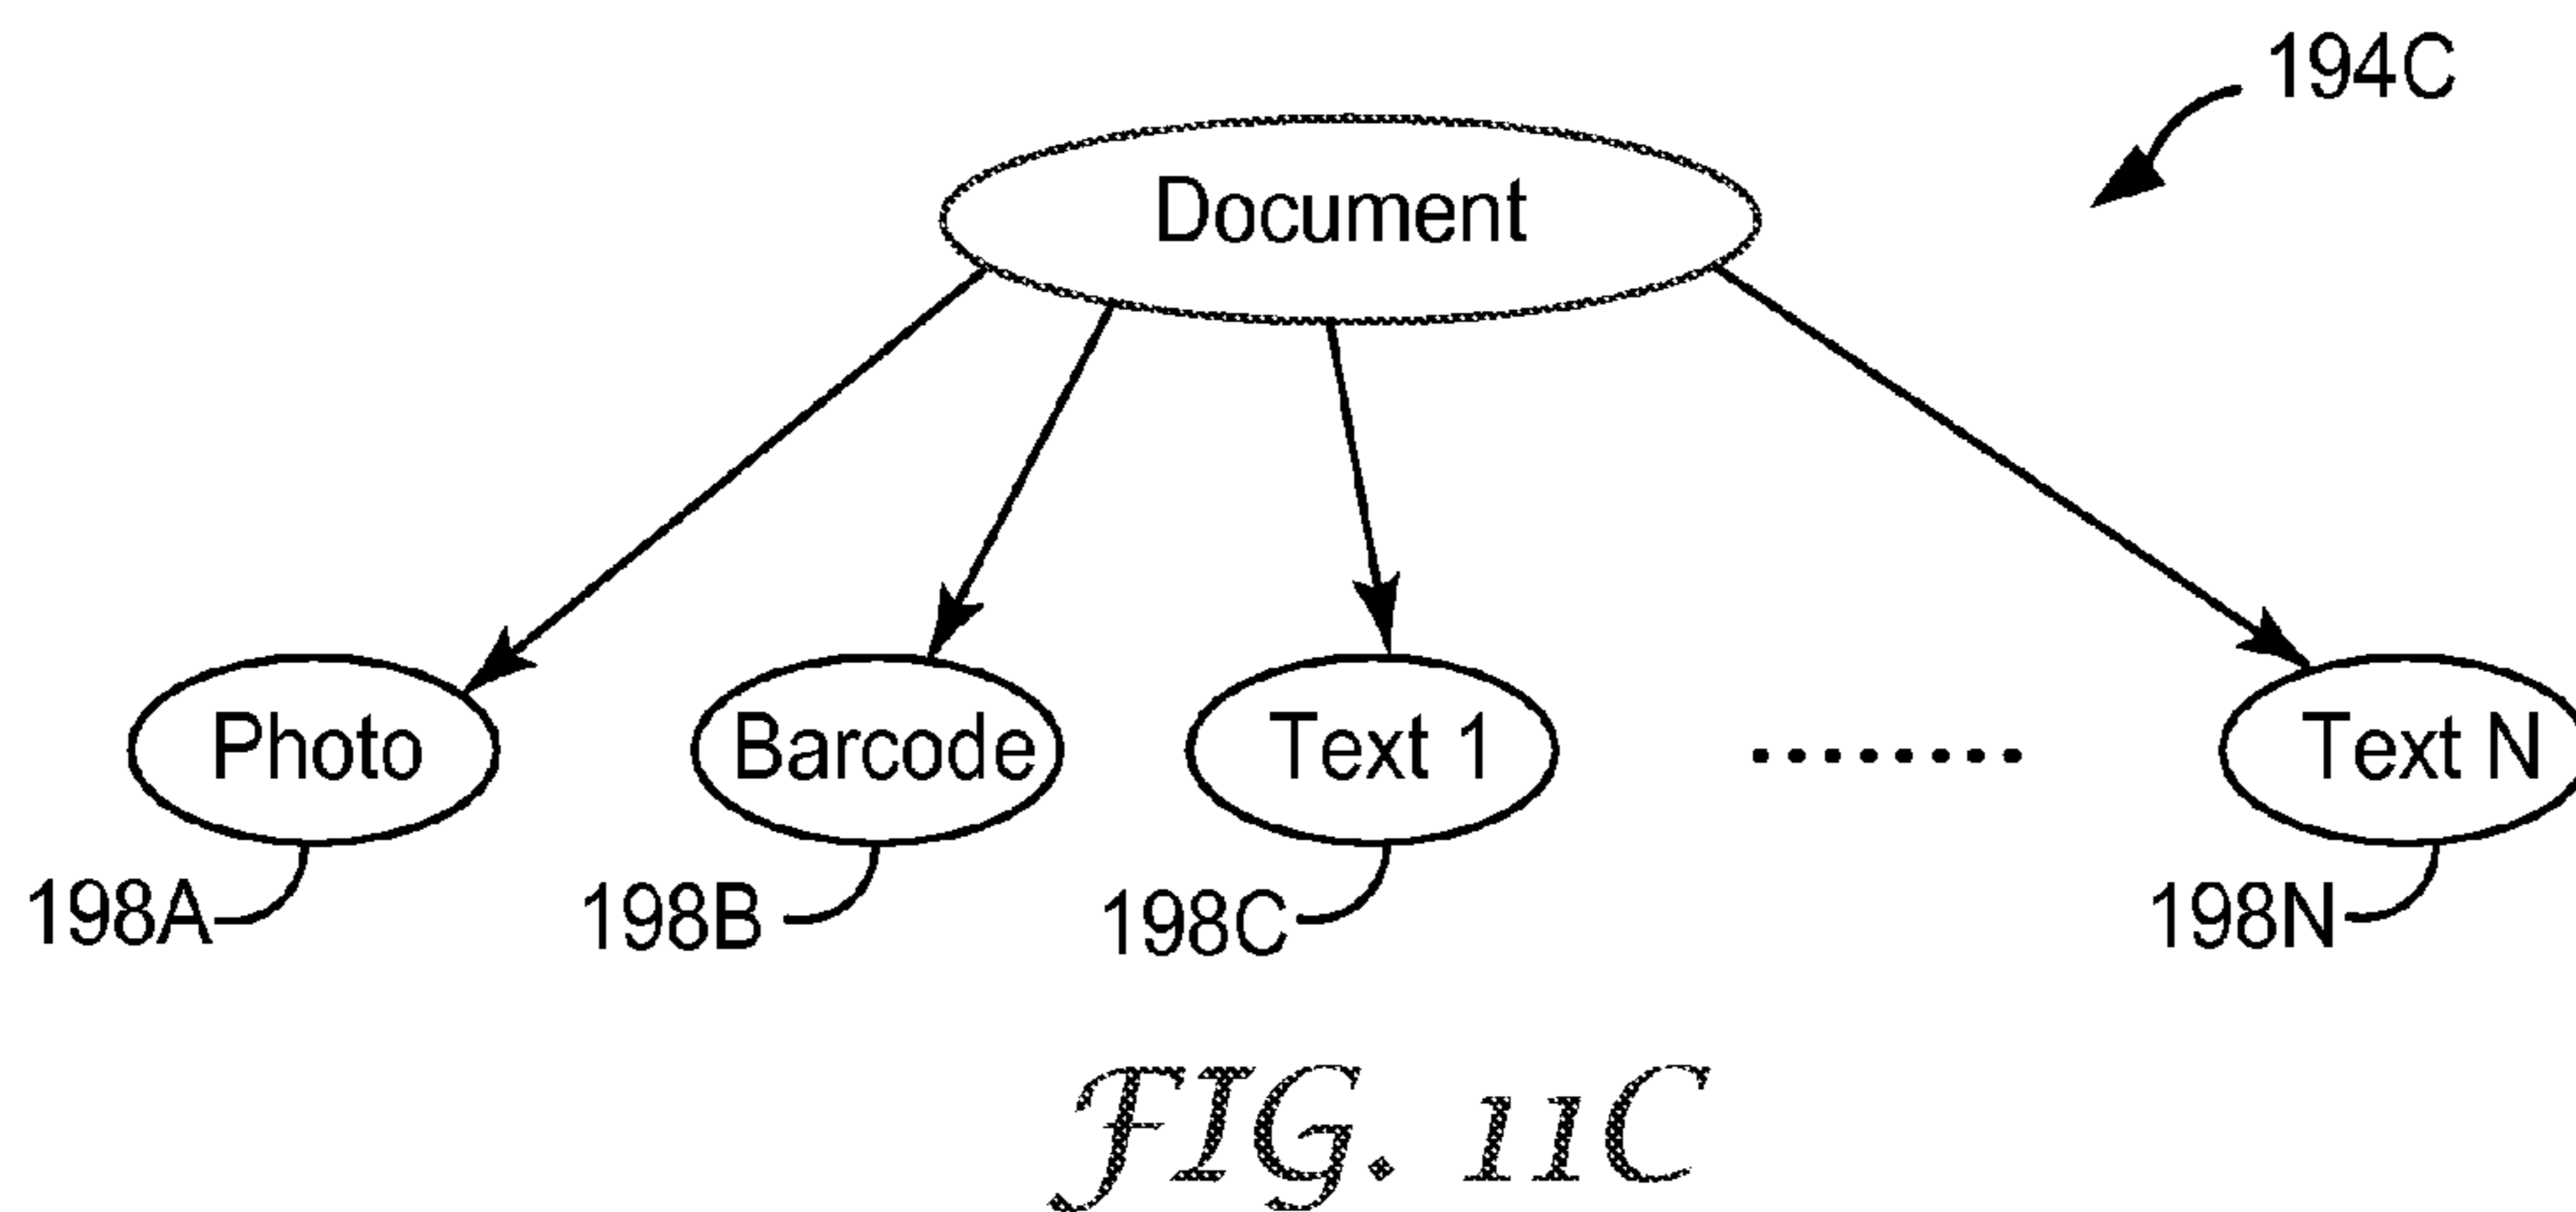 194C
Document
Photo Barcode Text 1 ........ Text N
198A 198B 198C 198N
FIG. 11C